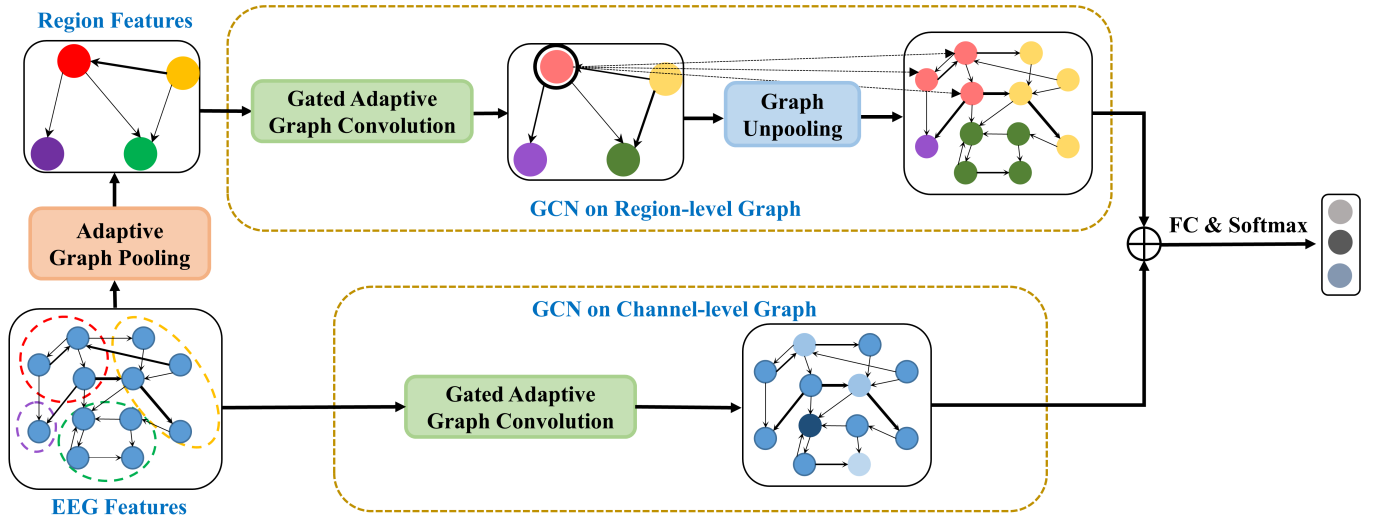 Region Features
Gated Adaptive
Graph Convolution
Graph
Unpooling
GCN on Region-level Graph
Adaptive
Graph Pooling
FC & Softmax
GCN on Channel-level Graph
Gated Adaptive
Graph Convolution
EEG Features